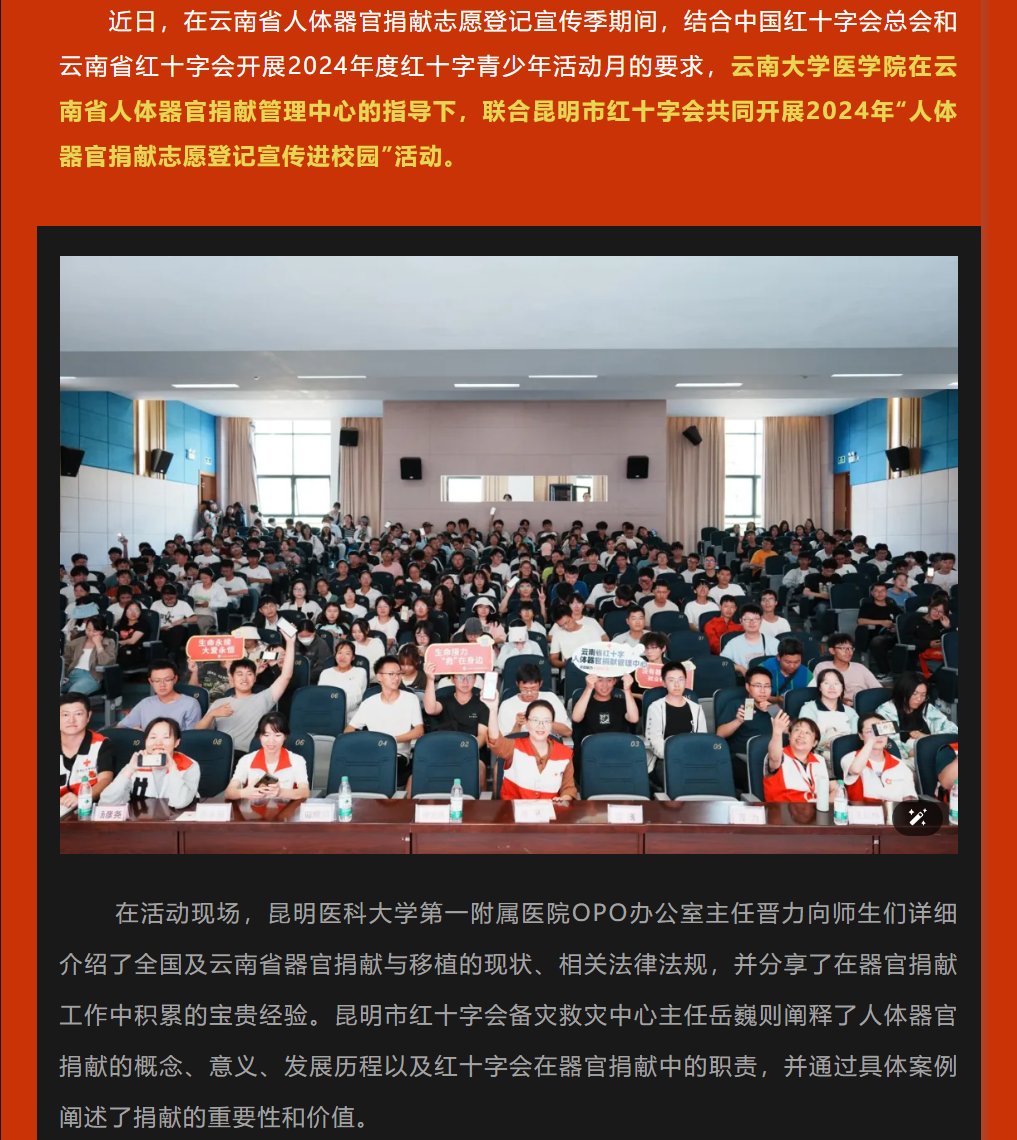 近日，在云南省人体器官捐献志愿登记宣传季期间，结合中国红十字会总会和
云南省红十字会开展2024年度红十字青少年活动月的要求，云南大学医学院在云
南省人体器官捐献管理中心的指导下，联合昆明市红十字会共同开展2024年“人体
器官捐献志愿登记宣传进校园”活动。
生命永续
大爱永恒
生命接力
“救”在身边
云南省红十字
人体器官捐献管理中心
06
04
02
03
05
10
08
06
在活动现场，昆明医科大学第一附属医院OPO办公室主任晋力向师生们详细
介绍了全国及云南省器官捐献与移植的现状、相关法律法规，并分享了在器官捐献
工作中积累的宝贵经验。昆明市红十字会备灾救灾中心主任岳巍则阐释了人体器官
捐献的概念、意义、发展历程以及红十字会在器官捐献中的职责，并通过具体案例
阐述了捐献的重要性和价值。